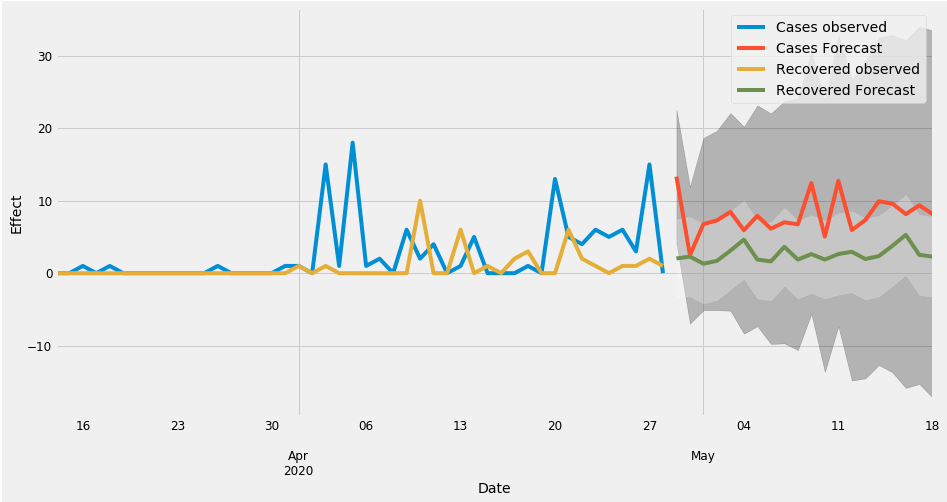 Cases observed
Cases Forecast
Recovered observed
Recovered Forecast
30
20
10
0
−10
Effect
16
23
30
06
13
20
27
04
11
18
Apr
2020
May
Date